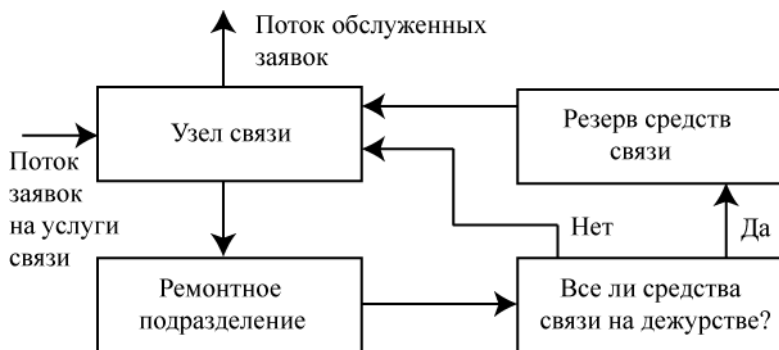 Поток обслуженных
заявок
Узел связи
Резерв средств
связи
Поток
заявок
на услуги
связи
Нет
Да
Ремонтное
подразделение
Все ли средства
связи на дежурстве?